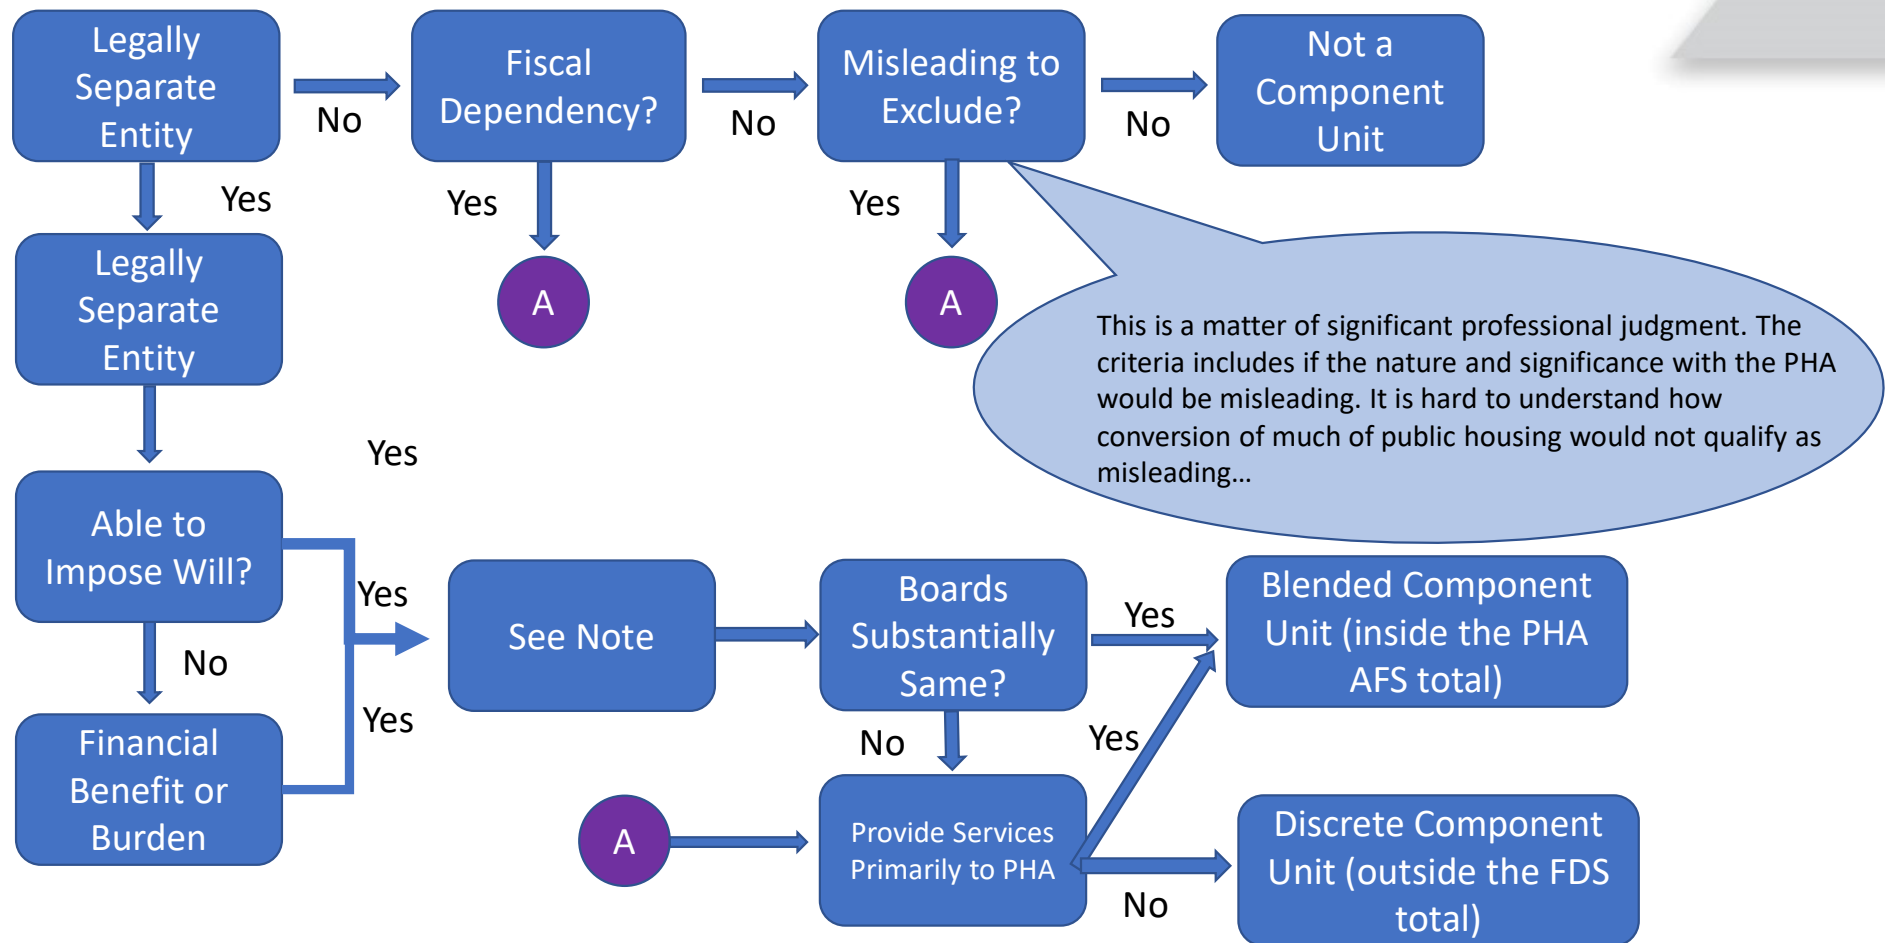 Legally
Separate
Entity
No
Fiscal
Dependency?
No
Misleading to
Exclude?
No
Not a
Component
Unit
Yes
Yes
Yes
Legally
Separate
Entity
A
A
This is a matter of significant professional judgment. The
criteria includes if the nature and significance with the PHA
would be misleading. It is hard to understand how
conversion of much of public housing would not qualify as
misleading…
Yes
Able to
Impose Will?
Yes
See Note
Boards
Substantially
Same?
Yes
Blended Component
Unit (inside the PHA
AFS total)
No
Yes
No
Yes
Financial
Benefit or
Burden
A
Provide Services
Primarily to PHA
No
Discrete Component
Unit (outside the FDS
total)